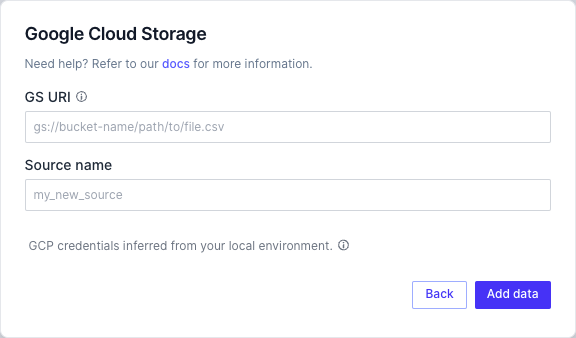 Google Cloud Storage
Need help? Refer to our docs for more information.
GS URI
gs://bucket-name/path/to/file.csv
Source name
my_new_source
GCP credentials inferred from your local environment.
Back Add data